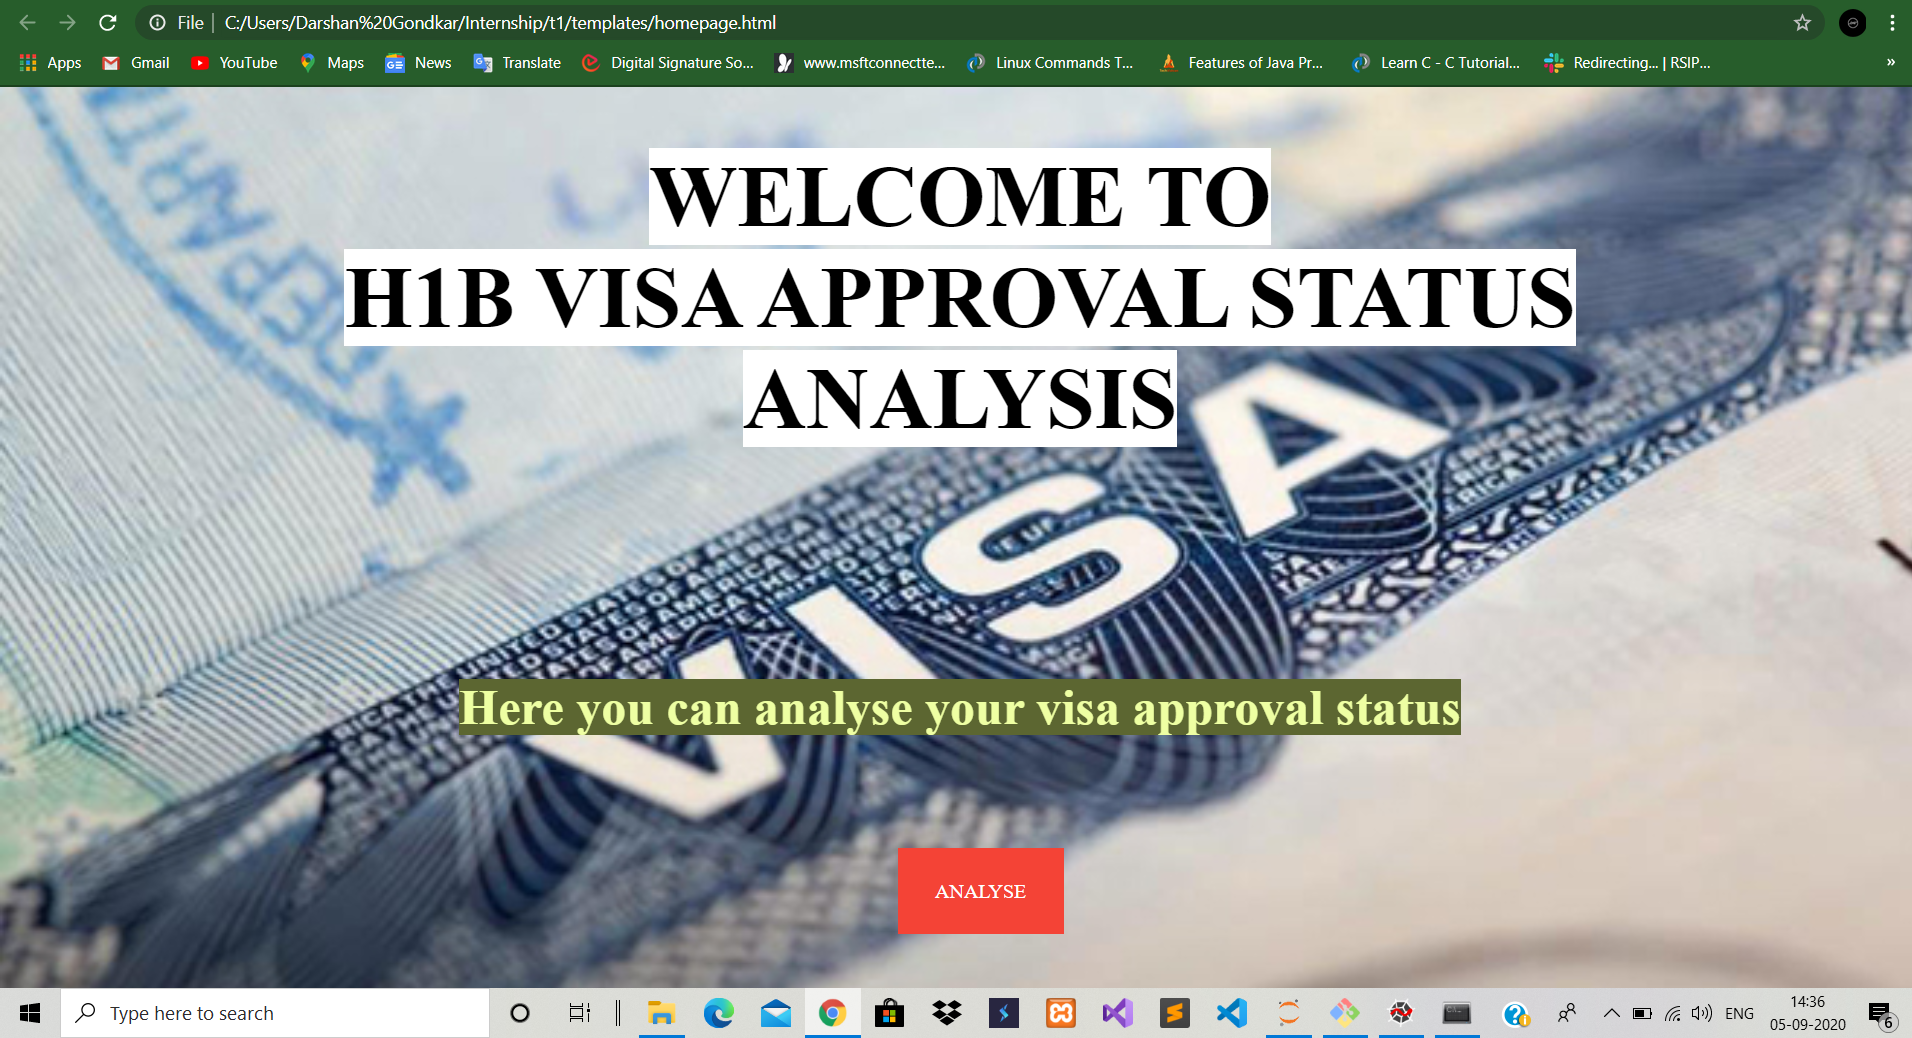 File | C:/Users/Darshan%20Gondkar/Internship/t1/templates/homepage.html
Apps Gmail YouTube Maps News Translate Digital Signature So... www.msftconnectte... Linux Commands T... Features of Java Pr... Learn C - C Tutorial... Redirecting... | RSIP... »
WELCOME TO
H1B VISA APPROVAL STATUS
ANALYSIS
VISA
Here you can analyse your visa approval status
ANALYSE
Type here to search
ENG
14:36
05-09-2020
6